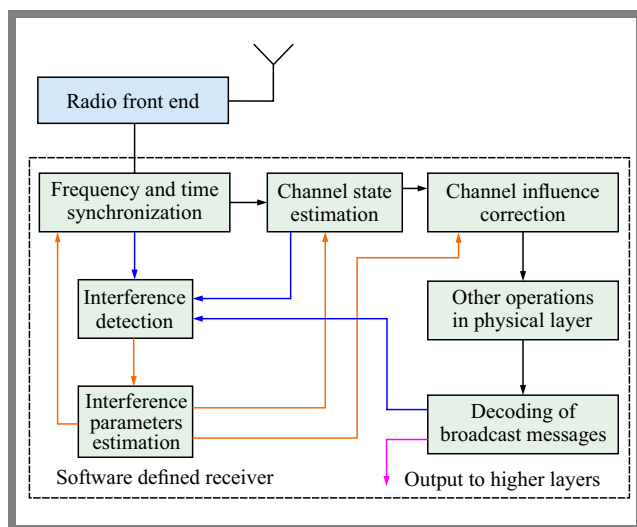 Radio front end
Frequency and time
synchronization
Channel state
estimation
Channel influence
correction
Interference
detection
Other operations
in physical layer
Interference
parameters
estimation
Decoding of
broadcast messages
Software defined receiver
Output to higher layers